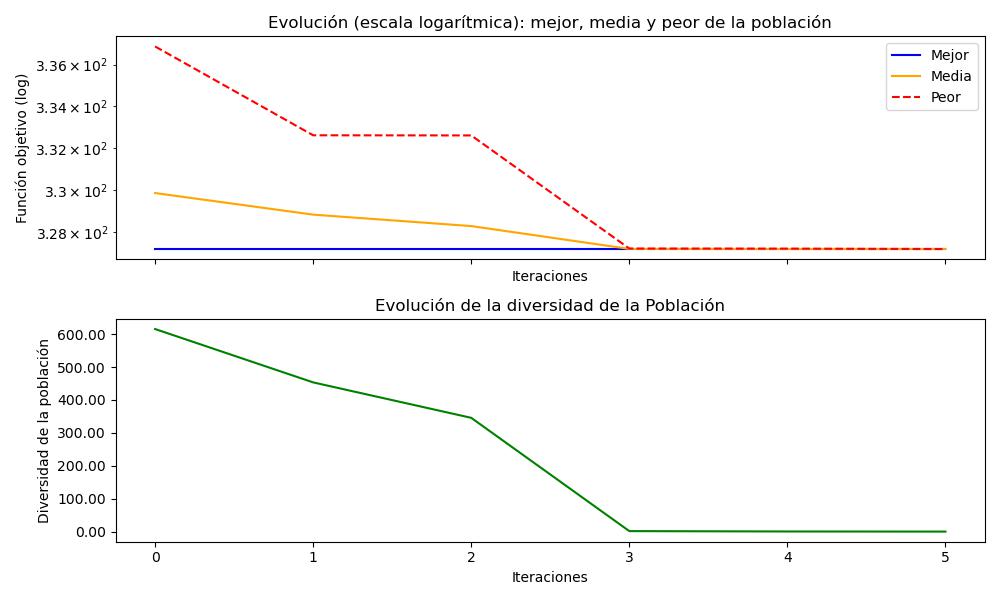 Evolución (escala logarítmica): mejor, media y peor de la población
Función objetivo (log)
3.36 × 10²
3.34 × 10²
3.32 × 10²
3.3 × 10²
3.28 × 10²
Mejor
Media
Peor
Iteraciones
Evolución de la diversidad de la Población
Diversidad de la población
600.00
500.00
400.00
300.00
200.00
100.00
0.00
0 1 2 3 4 5
Iteraciones